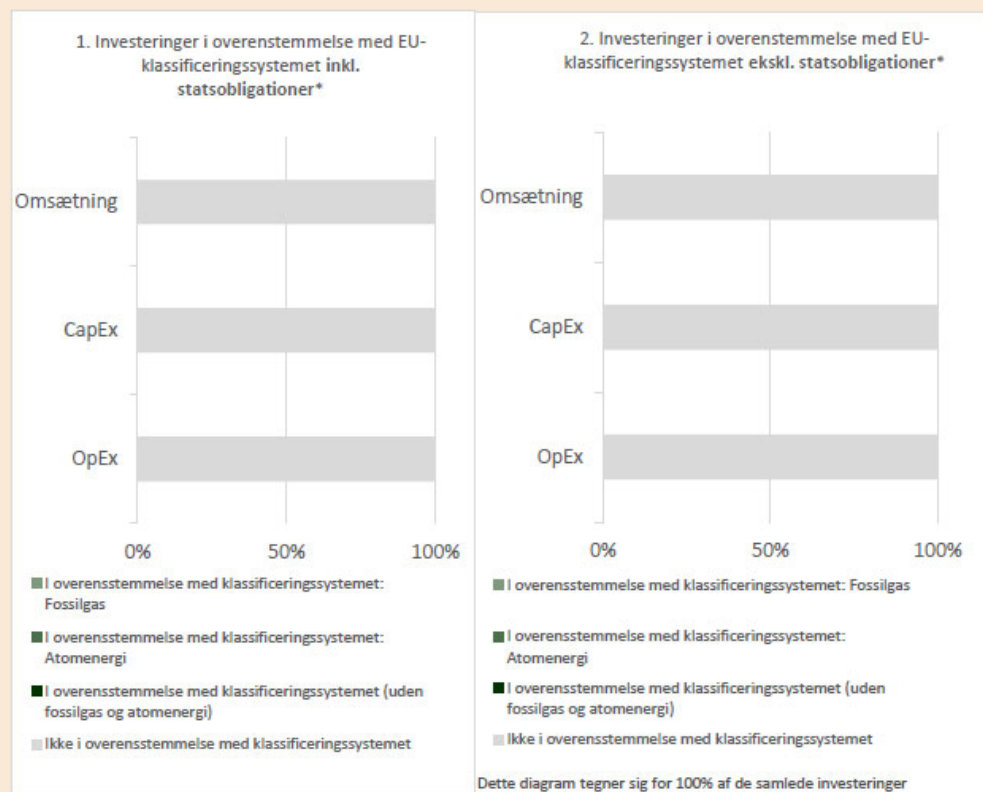 1. Investeringer i overenstemmelse med EU-
klassificeringssystemet inkl.
statsobligationer*
Omsætning
CapEx
OpEx
0% 50% 100%
I overensstemmelse med klassificeringssystemet:
Fossilgas
I overensstemmelse med klassificeringssystemet:
Atomenergi
I overensstemmelse med klassificeringssystemet (uden
fossilgas og atomenergi)
Ikke i overensstemmelse med klassificeringssystemet
2. Investeringer i overenstemmelse med EU-
klassificeringssystemet ekskl. statsobligationer*
Omsætning
CapEx
OpEx
0% 50% 100%
I overensstemmelse med klassificeringssystemet: Fossilgas
I overensstemmelse med klassificeringssystemet:
Atomenergi
I overensstemmelse med klassificeringssystemet (uden
fossilgas og atomenergi)
Ikke i overensstemmelse med klassificeringssystemet
Dette diagram tegner sig for 100% af de samlede investeringer